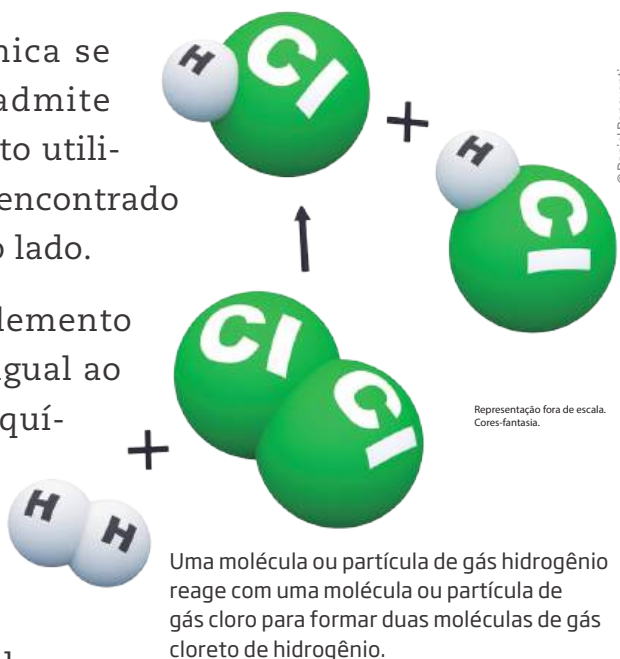 nica se
admite
to utili-
encontrado
o lado.
lemento
igual ao
quí-
H Cl
+
H Cl
Cl Cl
+
H H
Representação fora de escala.
Cores-fantasia.
Uma molécula ou partícula de gás hidrogênio
reage com uma molécula ou partícula de
gás cloro para formar duas moléculas de gás
cloreto de hidrogênio.